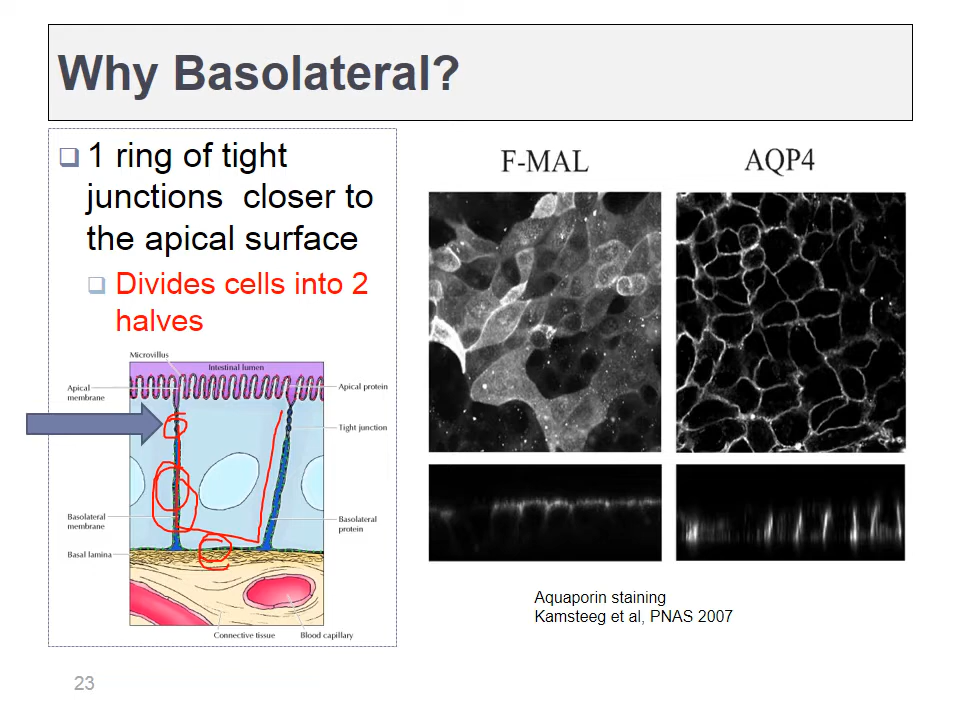 Why Basolateral?
1 ring of tight
junctions closer to
the apical surface
Divides cells into 2
halves
Microvillus
Intestinal lumen
Apical
membrane
Apical protein
Tight junction
Basolateral
membrane
Basolateral
protein
Basal lamina
Connective tissue
Blood capillary
F-MAL
AQP4
Aquaporin staining
Kamsteeg et al, PNAS 2007
23